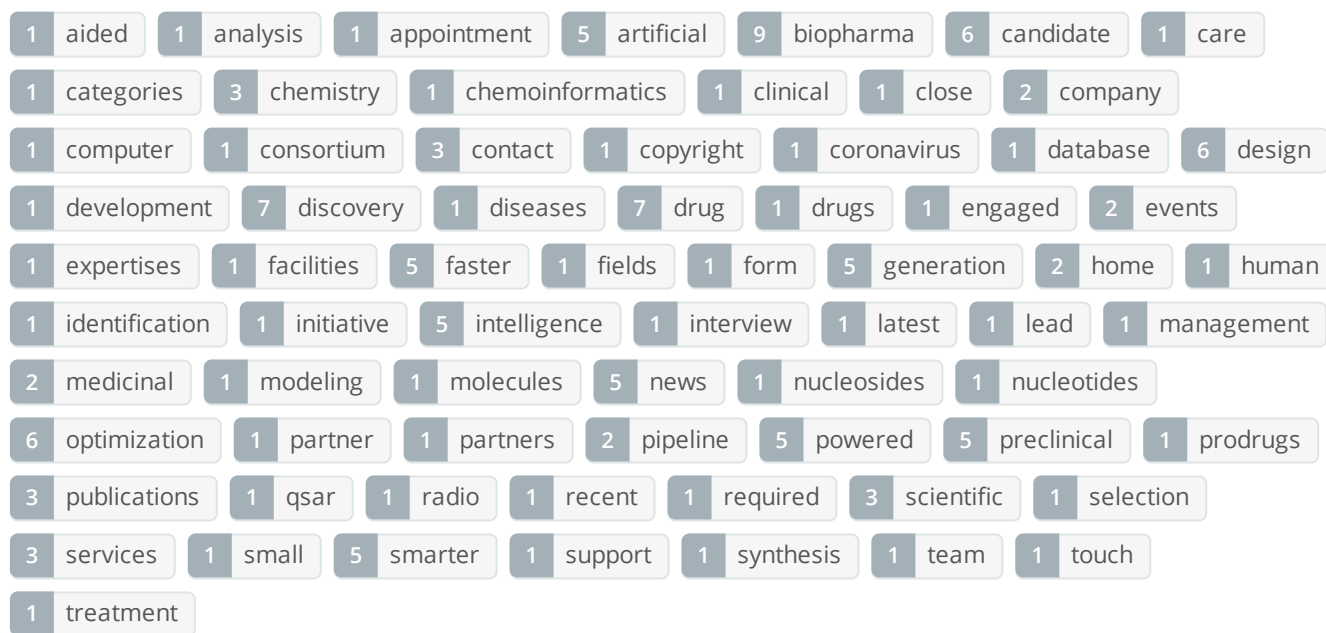 1 aided 1 analysis 1 appointment 5 artificial 9 biopharma 6 candidate 1 care
1 categories 3 chemistry 1 chemoinformatics 1 clinical 1 close 2 company
1 computer 1 consortium 3 contact 1 copyright 1 coronavirus 1 database 6 design
1 development 7 discovery 1 diseases 7 drug 1 drugs 1 engaged 2 events
1 expertises 1 facilities 5 faster 1 fields 1 form 5 generation 2 home 1 human
1 identification 1 initiative 5 intelligence 1 interview 1 latest 1 lead 1 management
2 medicinal 1 modeling 1 molecules 5 news 1 nucleosides 1 nucleotides
6 optimization 1 partner 1 partners 2 pipeline 5 powered 5 preclinical 1 prodrugs
3 publications 1 qsar 1 radio 1 recent 1 required 3 scientific 1 selection
3 services 1 small 5 smarter 1 support 1 synthesis 1 team 1 touch
1 treatment